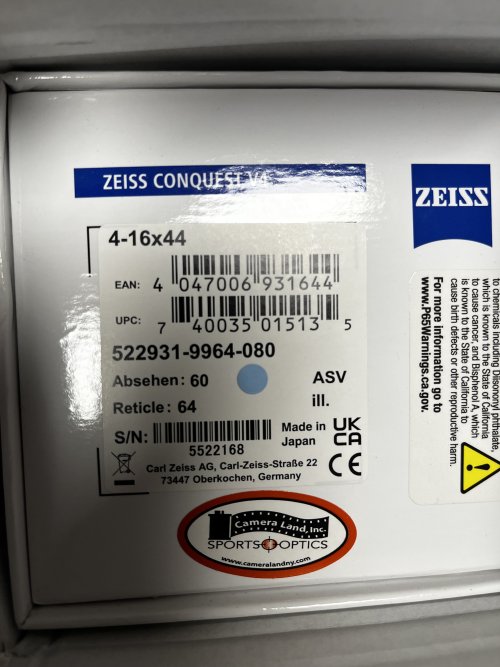 ZEISS CONQUEST V4
4-16x44
EAN: 4 047006 931644
UPC: 7 40035 01513 5
522931-9964-080
Absehen: 60
ASV
Reticle: 64
ill.
S/N:
5522168
Made in
Japan
UK
CA
CE
Carl Zeiss AG, Carl-Zeiss-Straße 22
73447 Oberkochen, Germany
Camera Land, Inc.
SPORTS OPTICS
www.cameralandny.com
ZEISS
to chemicals including Diisononyl phthalate,
which is known to the State of California
to cause cancer, and Bisphenol A, which
is known to the State of California to
cause birth defects or other reproductive harm.
For more information go to
www.P65Warnings.ca.gov.